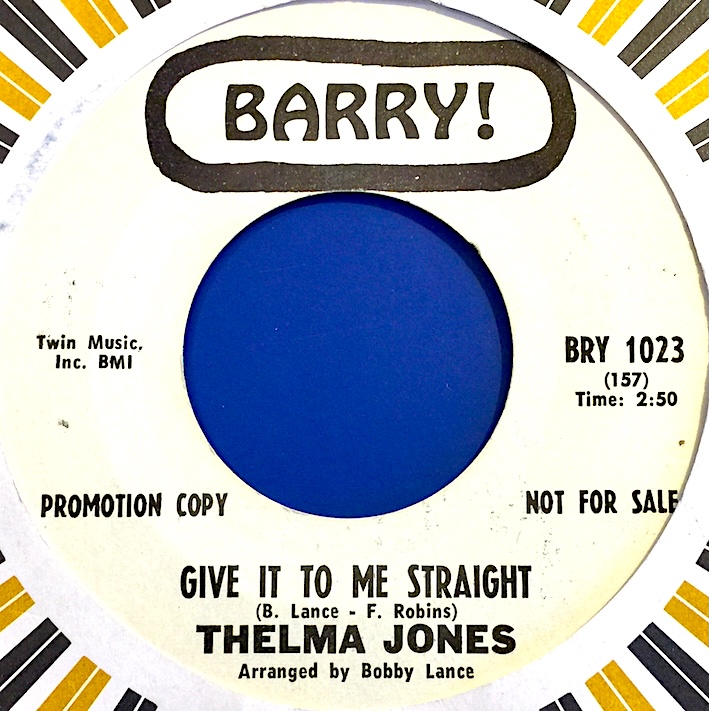 BARRY!
Twin Music,
Inc. BMI
BRY 1023
(157)
Time: 2:50
PROMOTION COPY
NOT FOR SALE
GIVE IT TO ME STRAIGHT
(B. Lance - F. Robins)
THELMA JONES
Arranged by Bobby Lance